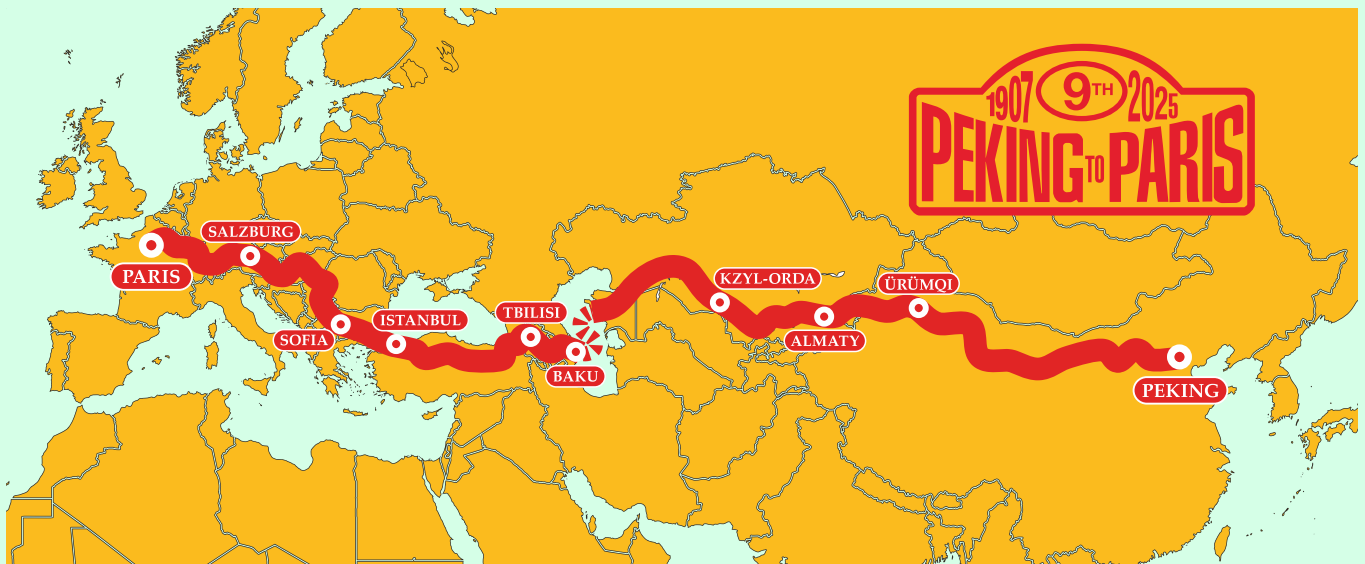 1907 9TH 2025
PEKING TO PARIS
SALZBURG
PARIS
SOFIA
ISTANBUL
TBILISI
BAKU
KZYL-ORDA
ALMATY
ÜRÜMQI
PEKING